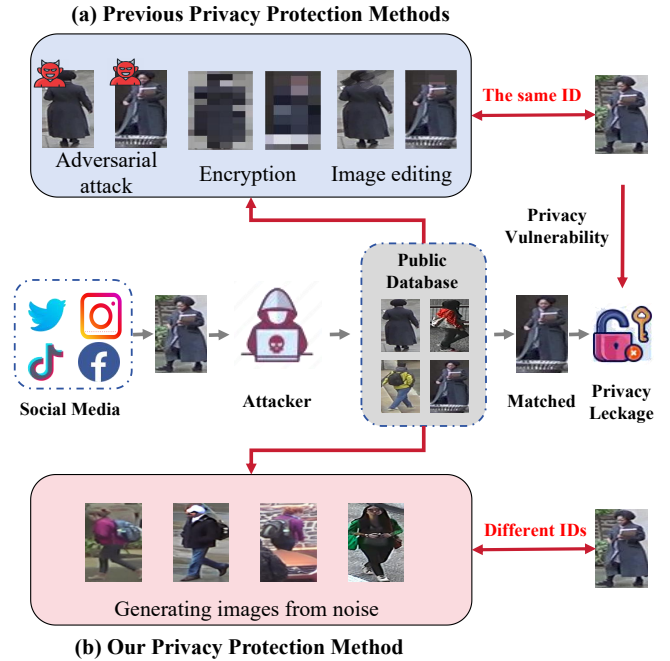 (a) Previous Privacy Protection Methods
Adversarial
attack
Encryption
Image editing
The same ID
Privacy
Vulnerability
Public
Database
Social Media
Attacker
Matched
Privacy
Leckage
Generating images from noise
Different IDs
(b) Our Privacy Protection Method